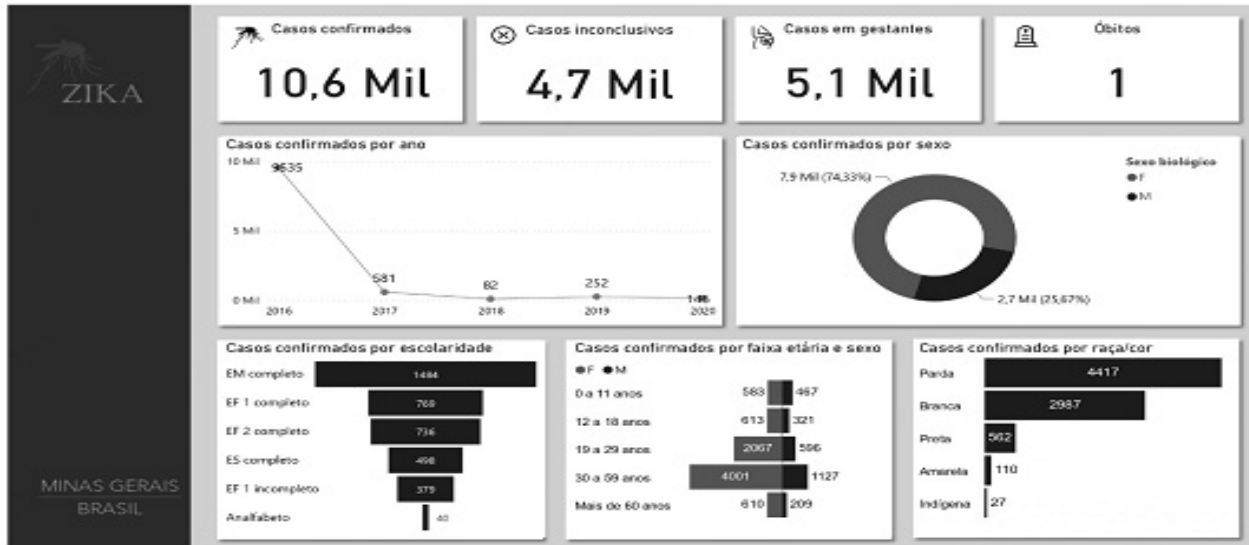 ZIKA
MINAS GERAIS
BRASIL
Casos confirmados
10,6 Mil
Casos inconclusivos
4,7 Mil
Casos em gestantes
5,1 Mil
Óbitos
1
Casos confirmados por ano
10 Mil
5 Mil
0 Mil
9535
581
82
252
2016
2017
2018
2019
2020
Casos confirmados por sexo
7,9 Mil (74,33%)
2,7 Mil (25,67%)
Sexo biológico
F
M
Casos confirmados por escolaridade
EM completo 1484
EF 1 completo 769
EF 2 completo 736
ES completo 498
EF 1 incompleto 379
Analfabeto 40
Casos confirmados por faixa etária e sexo
F M
0 a 11 anos 583 467
12 a 18 anos 613 321
19 a 29 anos 2067 596
30 a 59 anos 4001 1127
Mais de 60 anos 610 209
Casos confirmados por raça/cor
Parda 4417
Branca 2987
Preta 562
Amarela 110
Indígena 27